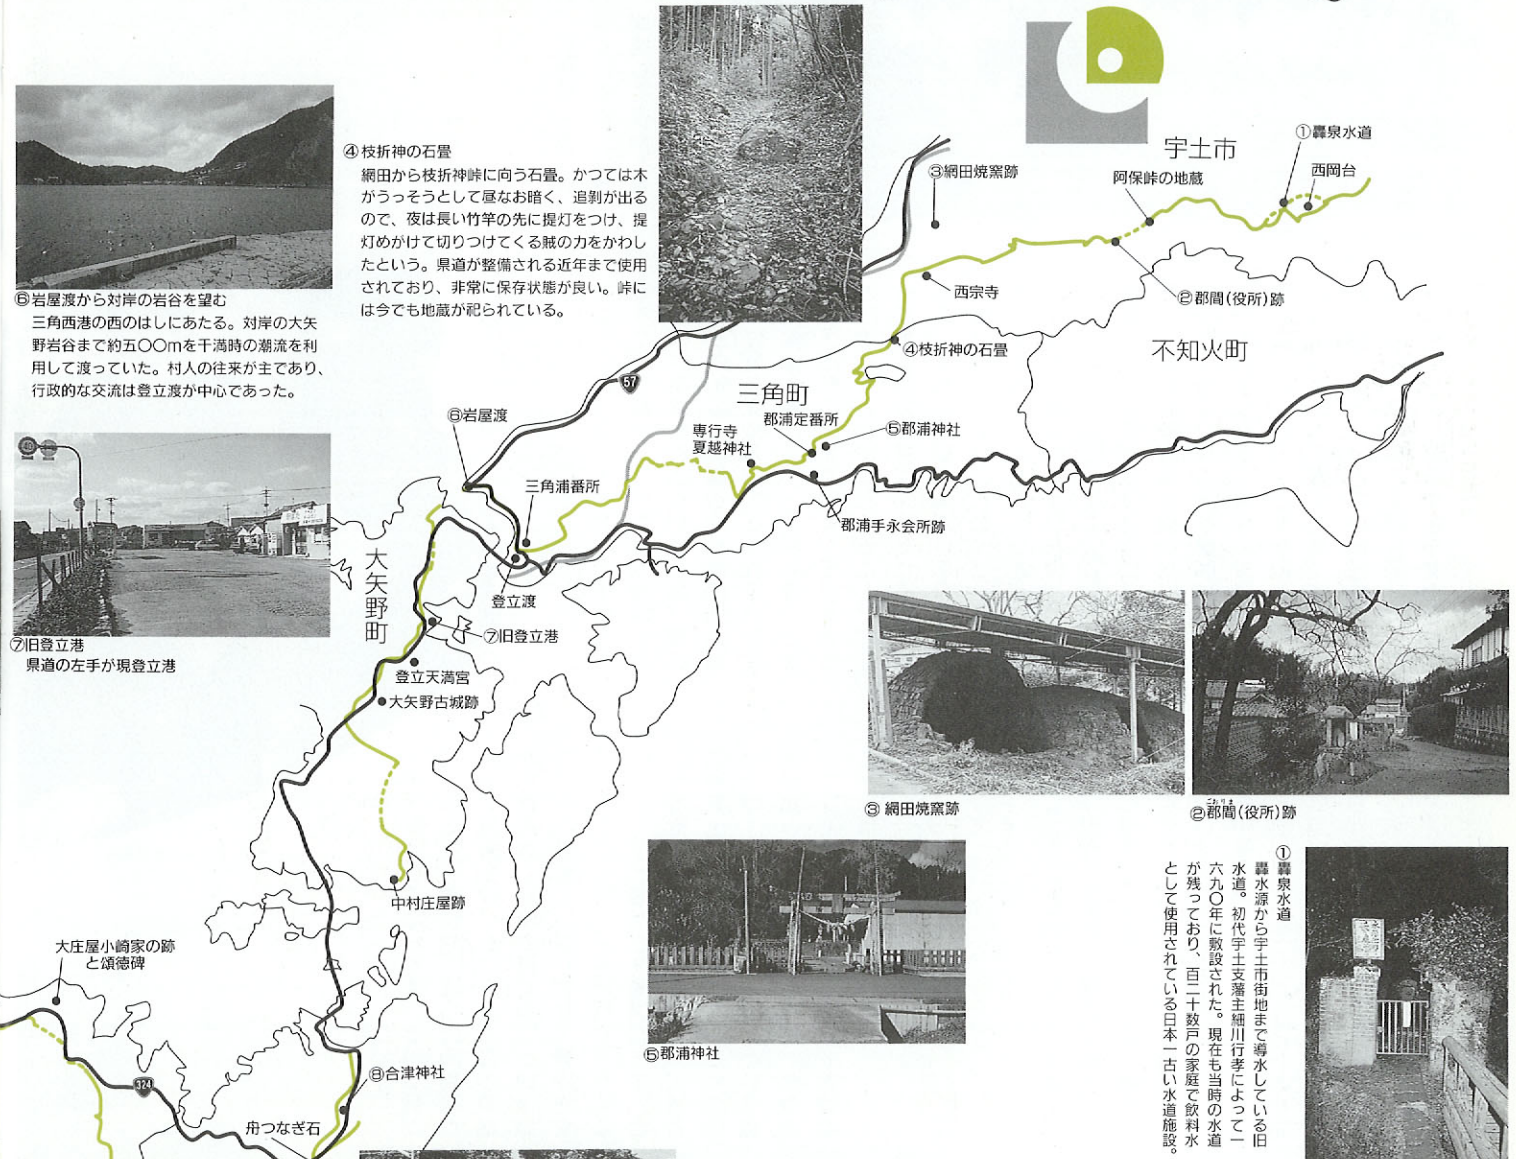 ④枝折神の石畳
網田から枝折神峠に向う石畳。かつては木
がうっそうとして昼なお暗く、追剥が出る
ので、夜は長い竹竿の先に提灯をつけ、提
灯めがけて切りつけてくる賊の力をかわし
たという。県道が整備される近年まで使用
されており、非常に保存状態が良い。峠に
は今でも地蔵が祀られている。
⑥岩屋渡から対岸の岩谷を望む
三角西港の西のはしにあたる。対岸の大矢
野岩谷まで約五〇〇mを干満時の潮流を利
用して渡っていた。村人の往来が主であり、
行政的な交流は登立渡が中心であった。
⑦旧登立港
県道の左手が現登立港
宇土市
①轟泉水道
西岡台
阿保峠の地蔵
③網田焼窯跡
②郡間(役所)跡
西宗寺
④枝折神の石畳
不知火町
三角町
57
⑥岩屋渡
郡浦定番所
⑤郡浦神社
専行寺
夏越神社
三角浦番所
郡浦手永会所跡
大矢野町
登立渡
⑦旧登立港
登立天満宮
大矢野古城跡
中村庄屋跡
大庄屋小崎家の跡
と頌徳碑
324
⑧合津神社
舟つなぎ石
③網田焼窯跡
こおりま
②郡間(役所)跡
⑤郡浦神社
①轟泉水道
轟水源から宇土市街地まで導水している旧
水道。初代宇土支藩主細川行孝によって一
六九〇年に敷設された。現在も当時の水道
が残っており、百二十数戸の家庭で飲料水
として使用されている日本一古い水道施設。